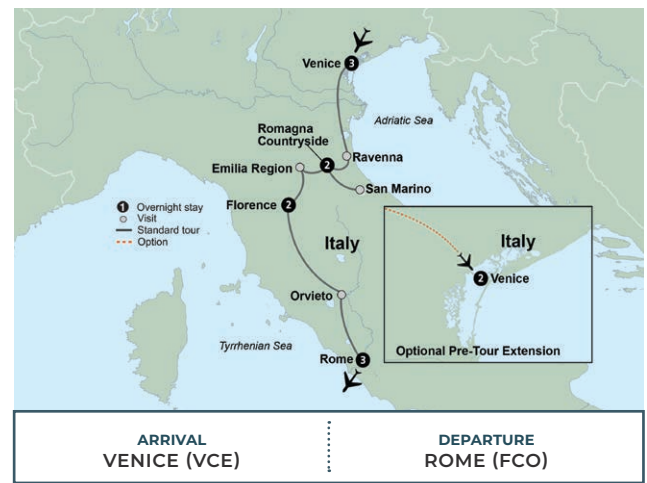 Venice 3
Adriatic Sea
Romagna
Countryside
2
Ravenna
Emilia Region
San Marino
1 Overnight stay
Visit
Standard tour
Option
Florence 2
Italy
Italy
2 Venice
Orvieto
Tyrrhenian Sea
Rome 3
Optional Pre-Tour Extension
ARRIVAL
VENICE (VCE)
DEPARTURE
ROME (FCO)